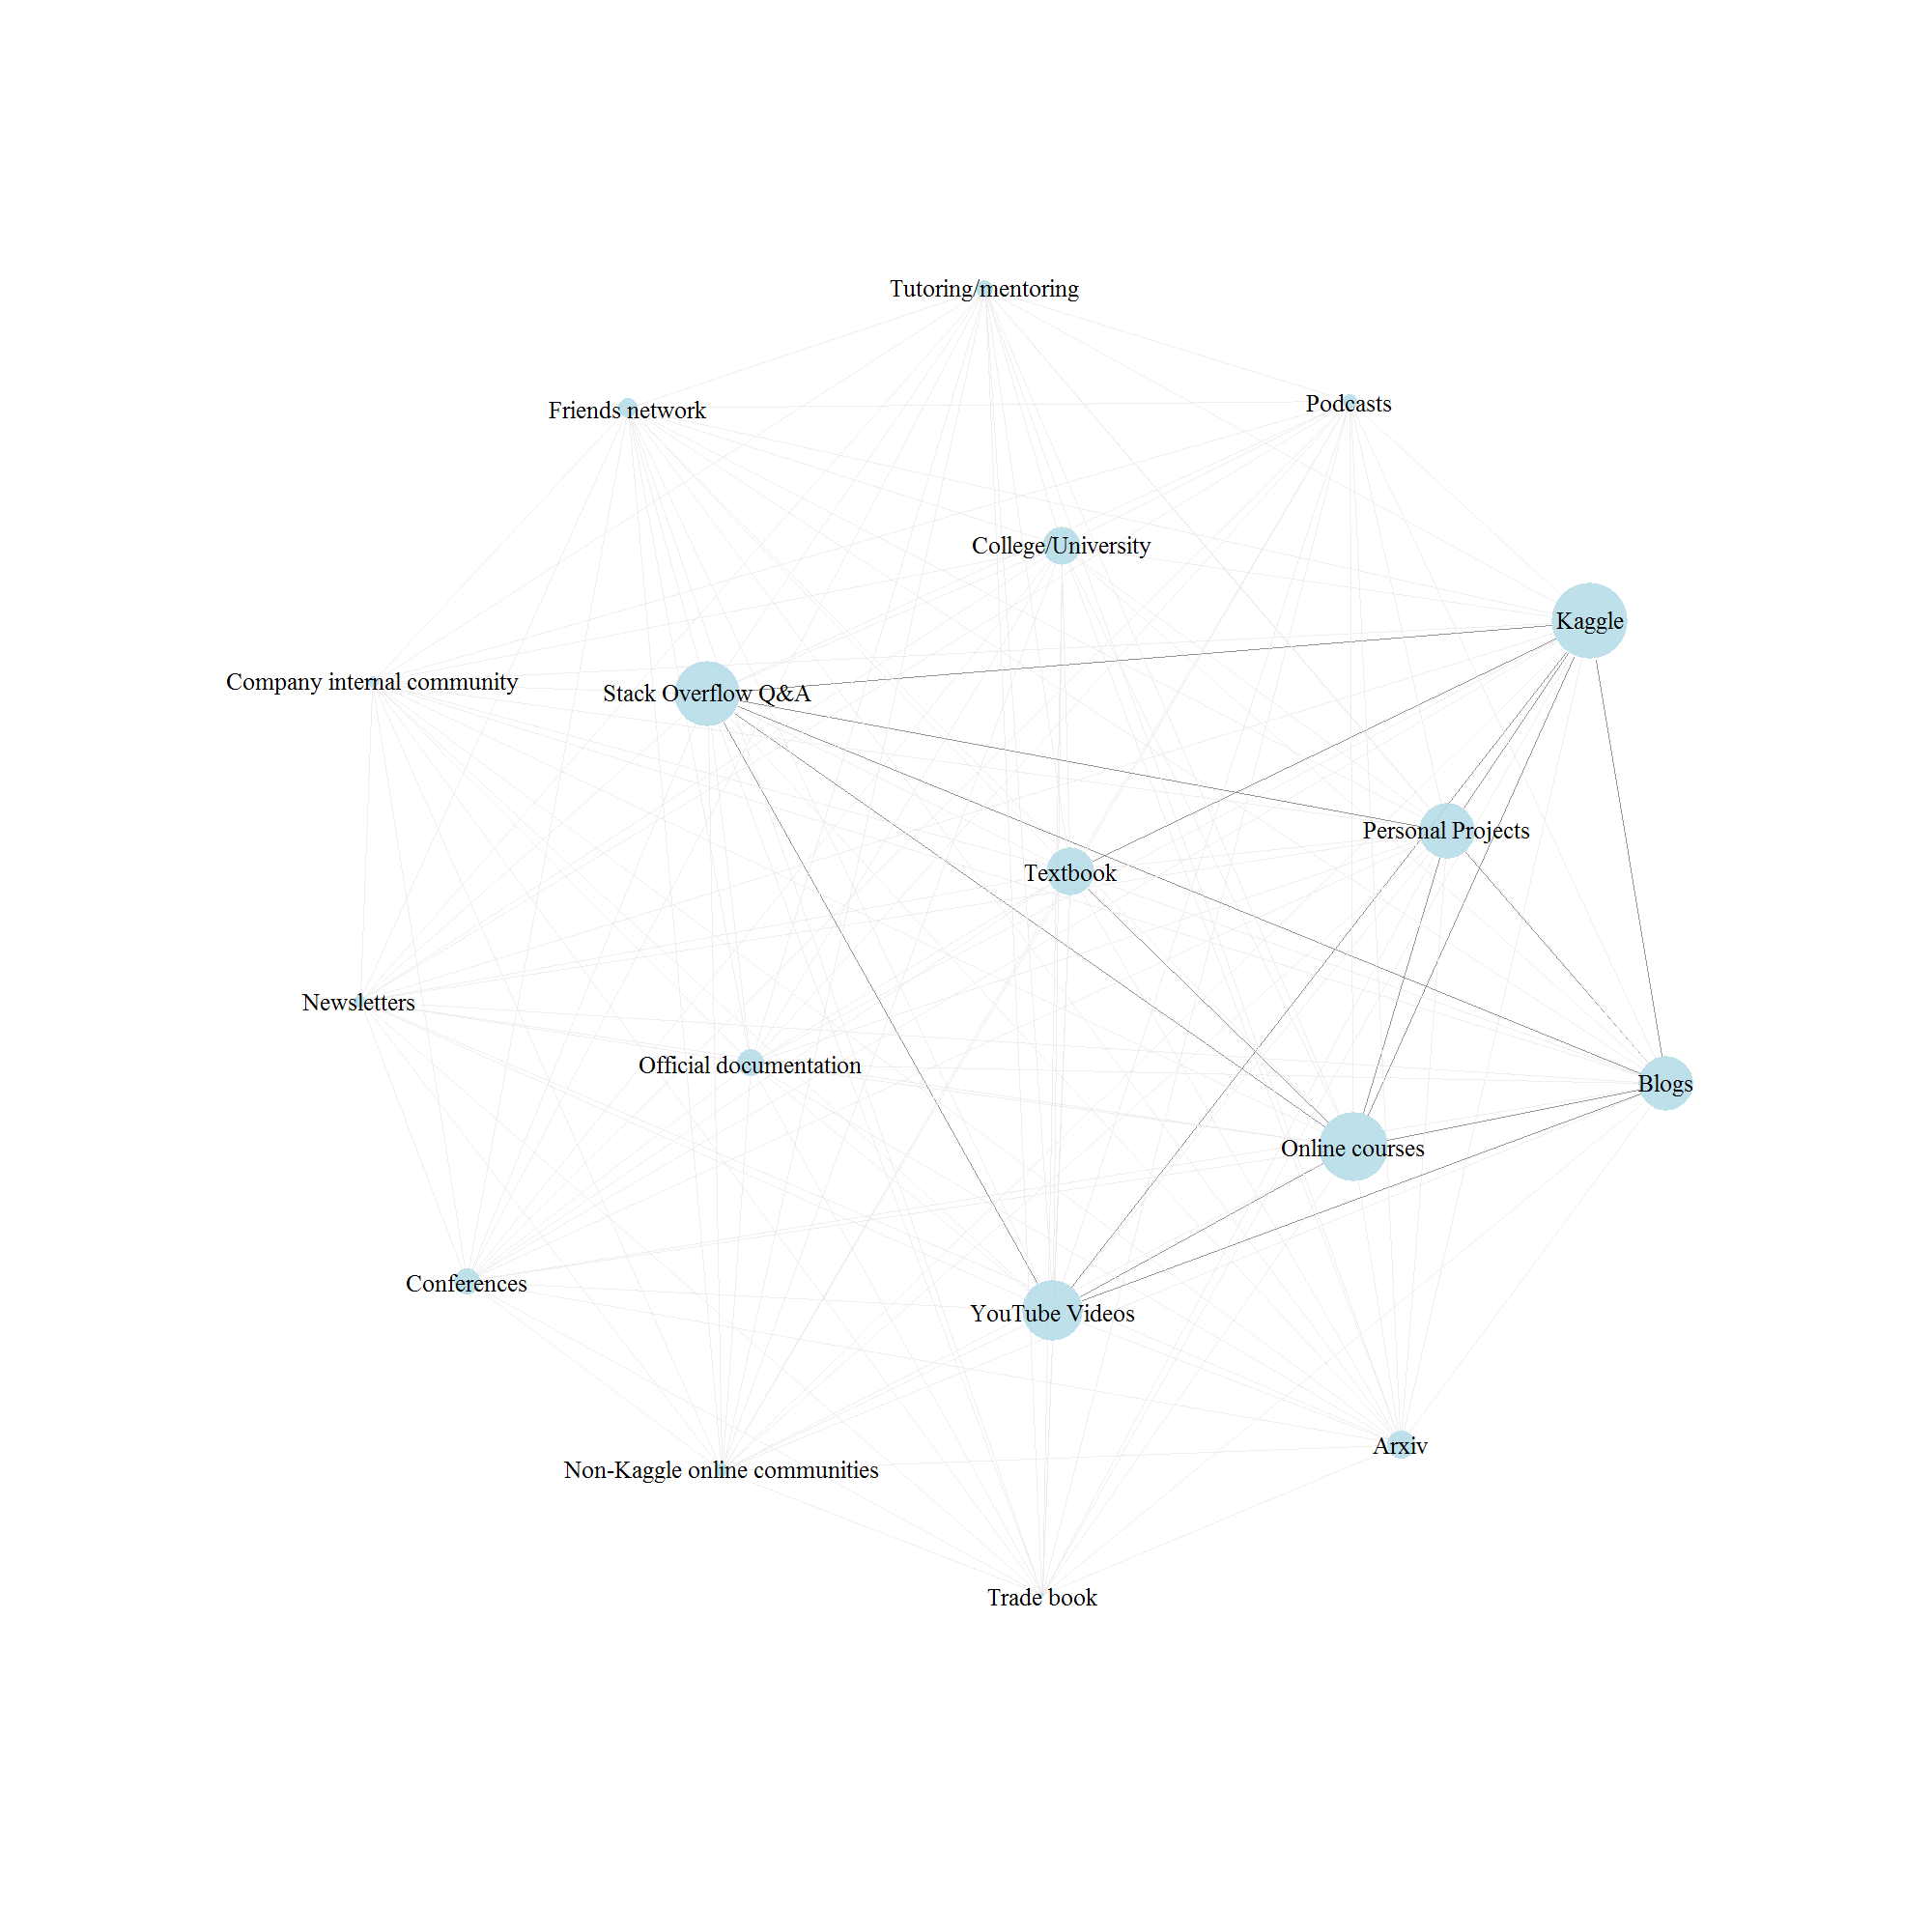 Tutoring/mentoring
Podcasts
Friends network
College/University
Kaggle
Company internal community
Stack Overflow Q&A
Personal Projects
Textbook
Newsletters
Official documentation
Blogs
Online courses
Conferences
YouTube Videos
Arxiv
Non-Kaggle online communities
Trade book